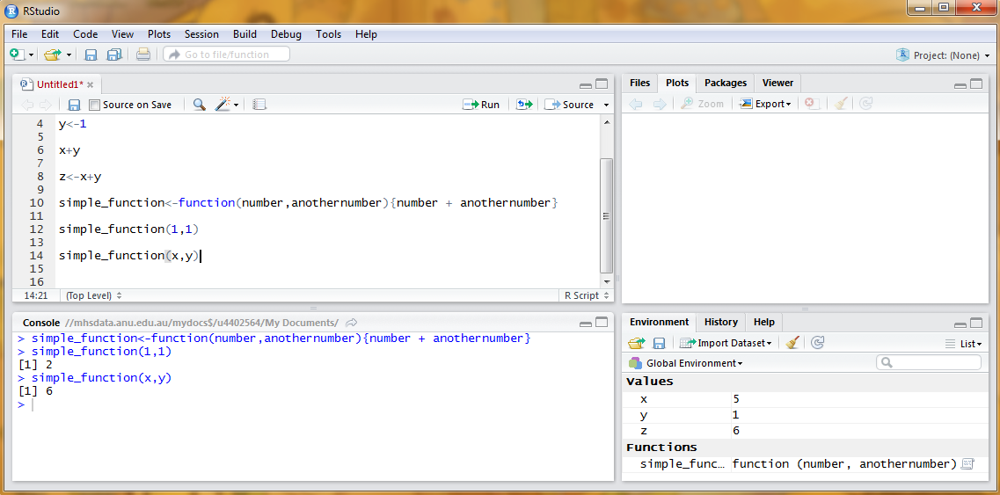 RStudio
File Edit Code View Plots Session Build Debug Tools Help
Go to file/function
Project: (None)
Untitled1*
Source on Save Run Source
4 y<-1
5
6 x+y
7
8 z<-x+y
9
10 simple_function<-function(number,anothernumber){number + anothernumber}
11
12 simple_function(1,1)
13
14 simple_function(x,y)
15
16
14:21 (Top Level) R Script
Console //mhsdata.anu.edu.au/mydocs$/u4402564/My Documents/
> simple_function<-function(number,anothernumber){number + anothernumber}
> simple_function(1,1)
[1] 2
> simple_function(x,y)
[1] 6
>
Files Plots Packages Viewer
Zoom Export
Environment History Help
Import Dataset List
Global Environment
Values
x 5
y 1
z 6
Functions
simple_func… function (number, anothernumber)